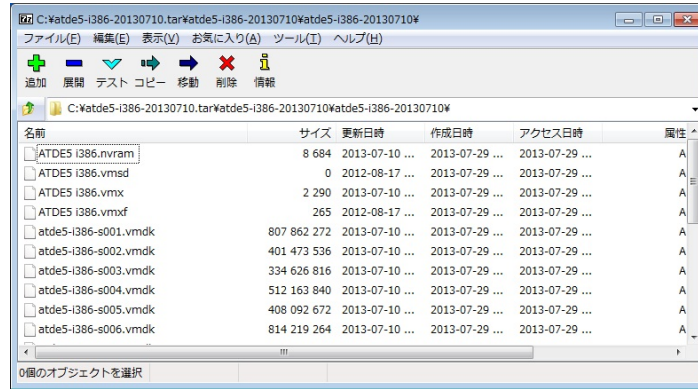 C:¥atde5-i386-20130710.tar¥atde5-i386-20130710¥atde5-i386-20130710¥
ファイル(F) 編集(E) 表示(V) お気に入り(A) ツール(T) ヘルプ(H)
追加 展開 テスト コピー 移動 削除 情報
C:¥atde5-i386-20130710.tar¥atde5-i386-20130710¥atde5-i386-20130710¥
名前 サイズ 更新日時 作成日時 アクセス日時 属性
ATDE5 i386.nvram 8 684 2013-07-10 ... 2013-07-29 ... 2013-07-29 ... A
ATDE5 i386.vmsd 0 2012-08-17 ... 2013-07-29 ... 2013-07-29 ... A
ATDE5 i386.vmx 2 290 2013-07-10 ... 2013-07-29 ... 2013-07-29 ... A
ATDE5 i386.vmxf 265 2012-08-17 ... 2013-07-29 ... 2013-07-29 ... A
atde5-i386-s001.vmdk 807 862 272 2013-07-10 ... 2013-07-29 ... 2013-07-29 ... A
atde5-i386-s002.vmdk 401 473 536 2013-07-10 ... 2013-07-29 ... 2013-07-29 ... A
atde5-i386-s003.vmdk 334 626 816 2013-07-10 ... 2013-07-29 ... 2013-07-29 ... A
atde5-i386-s004.vmdk 512 163 840 2013-07-10 ... 2013-07-29 ... 2013-07-29 ... A
atde5-i386-s005.vmdk 408 092 672 2013-07-10 ... 2013-07-29 ... 2013-07-29 ... A
atde5-i386-s006.vmdk 814 219 264 2013-07-10 ... 2013-07-29 ... 2013-07-29 ... A
0個のオブジェクトを選択